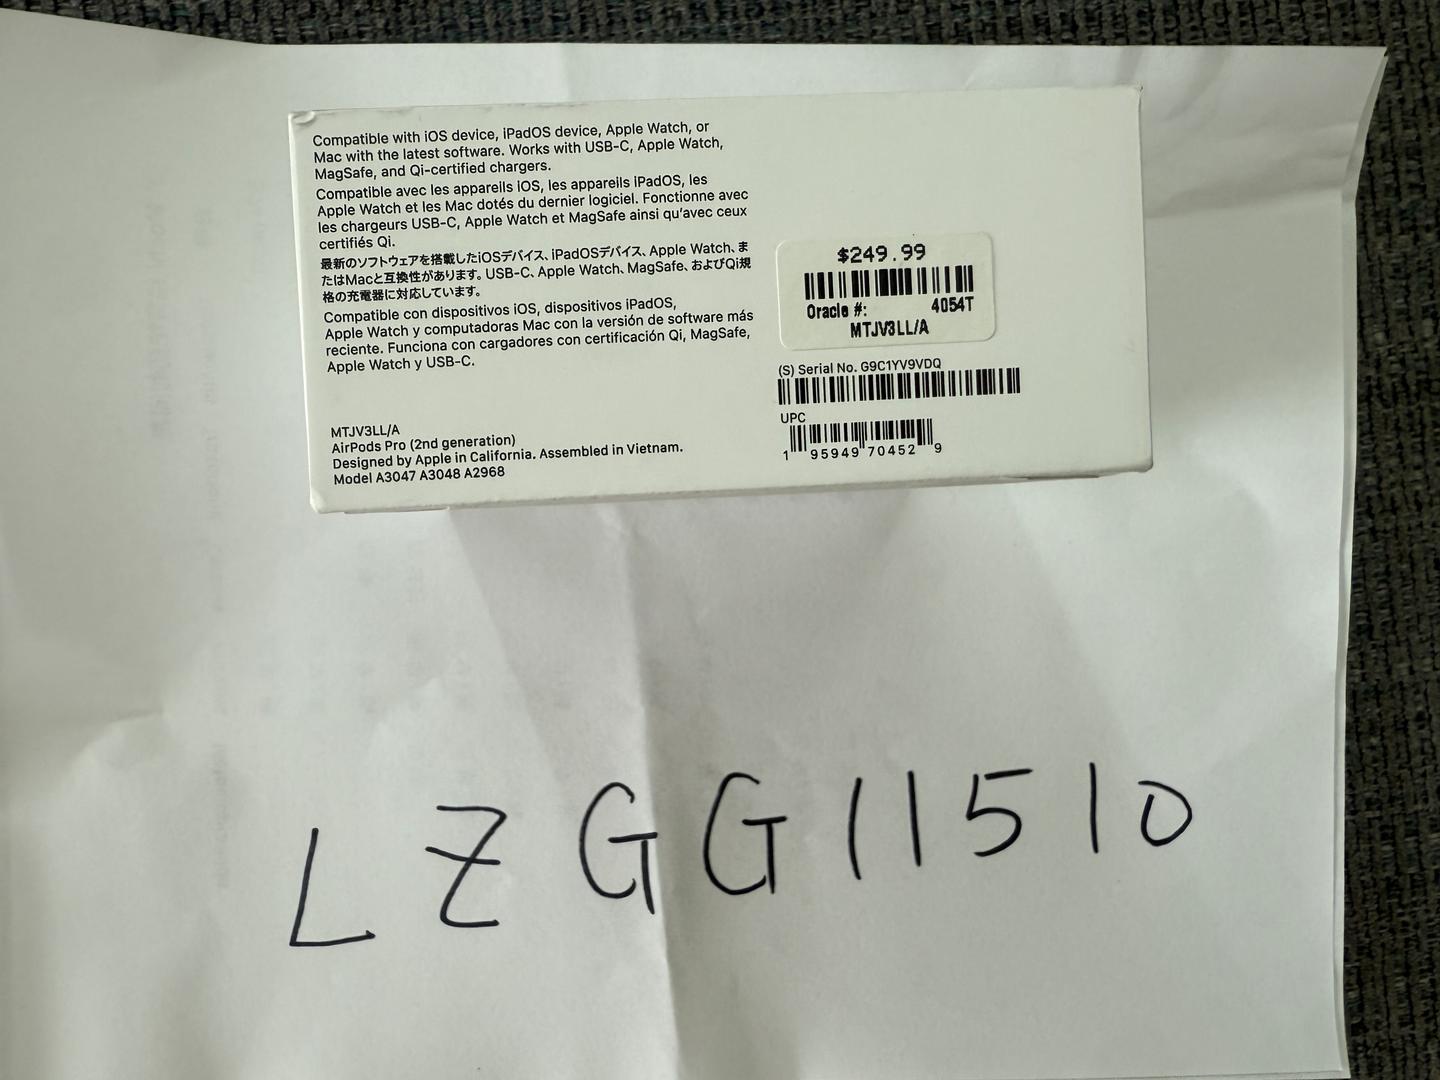 Compatible with iOS device, iPadOS device, Apple Watch, or
Mac with the latest software. Works with USB-C, Apple Watch,
MagSafe, and Qi-certified chargers.
Compatible avec les appareils iOS, les appareils iPadOS, les
Apple Watch et les Mac dotés du dernier logiciel. Fonctionne avec
les chargeurs USB-C, Apple Watch et MagSafe ainsi qu'avec ceux
certifiés Qi.
最新のソフトウェアを搭載したiOSデバイス、iPadOSデバイス、Apple Watch、ま
たはMacと互換性があります。USB-C、Apple Watch、MagSafe、およびQi規
格の充電器に対応しています。
Compatible con dispositivos iOS, dispositivos iPadOS,
Apple Watch y computadoras Mac con la versión de software más
reciente. Funciona con cargadores con certificación Qi, MagSafe,
Apple Watch y USB-C.
MTJV3LL/A
AirPods Pro (2nd generation)
Designed by Apple in California. Assembled in Vietnam.
Model A3047 A3048 A2968
$249.99
Oracle #: 4054T
MTJV3LL/A
(S) Serial No. G9C1YV9VDQ
UPC
1 95949 70452 9
LZGG11510